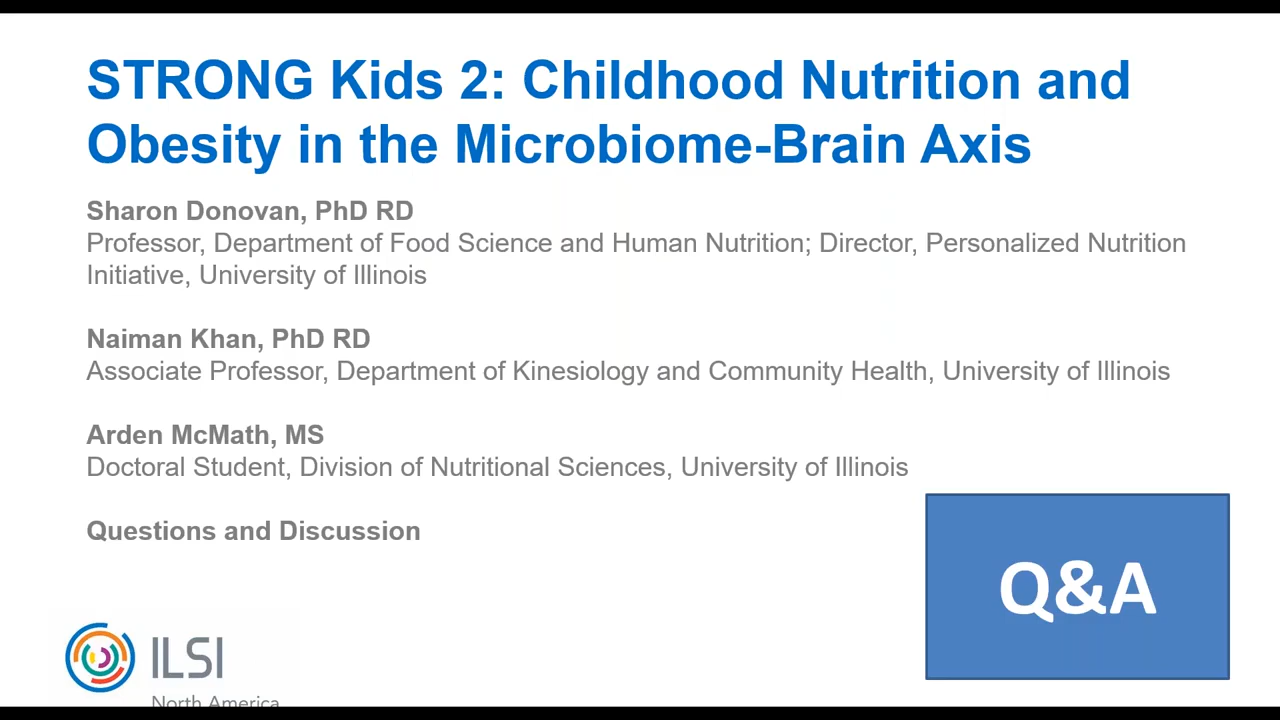 STRONG Kids 2: Childhood Nutrition and
Obesity in the Microbiome-Brain Axis
Sharon Donovan, PhD RD
Professor, Department of Food Science and Human Nutrition; Director, Personalized Nutrition
Initiative, University of Illinois
Naiman Khan, PhD RD
Associate Professor, Department of Kinesiology and Community Health, University of Illinois
Arden McMath, MS
Doctoral Student, Division of Nutritional Sciences, University of Illinois
Questions and Discussion
Q&A
ILSI
North America